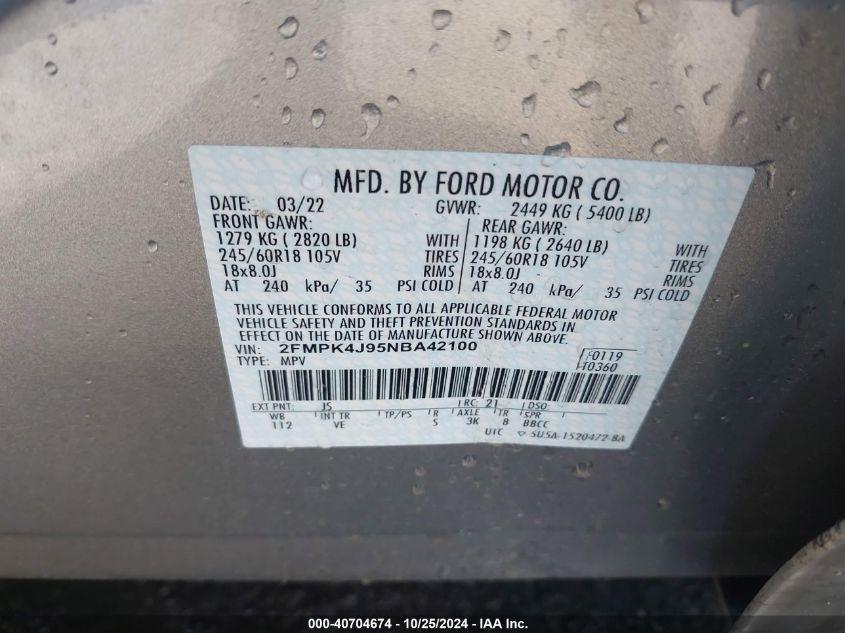 MFD. BY FORD MOTOR CO.
DATE: 03/22 GVWR: 2449 KG ( 5400 LB)
FRONT GAWR: REAR GAWR:
1279 KG ( 2820 LB) WITH 1198 KG ( 2640 LB) WITH
245/60R18 105V TIRES 245/60R18 105V TIRES
18x8.0J RIMS 18x8.0J RIMS
AT 240 kPa/ 35 PSI COLD AT 240 kPa/ 35 PSI COLD
THIS VEHICLE CONFORMS TO ALL APPLICABLE FEDERAL MOTOR
VEHICLE SAFETY AND THEFT PREVENTION STANDARDS IN
EFFECT ON THE DATE OF MANUFACTURE SHOWN ABOVE.
VIN: 2FMPK4J95NBA42100 F0119
TYPE: MPV T0360
EXT PNT: JS RC: 21 DSO:
WB INT TR TP/PS R AXLE TR SPR
112 VE S 3K 8 BBCC
UTC 5U5A-1520472-BA
000-40704674 / 10/25/2024 - IAA Inc.